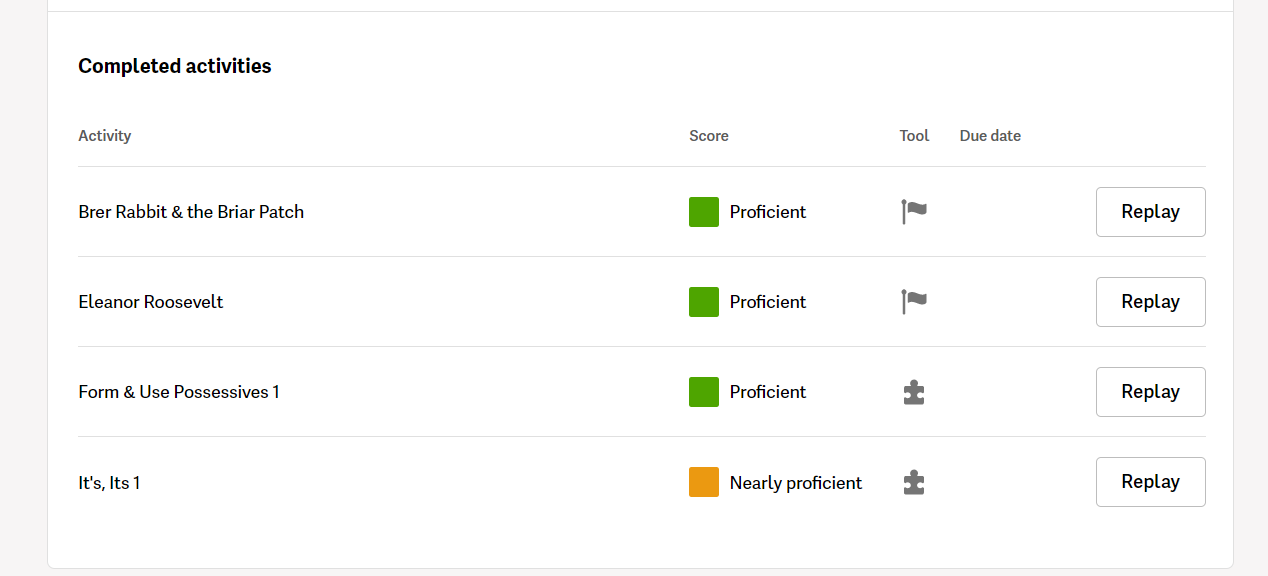 Completed activities
Activity Score Tool Due date
Brer Rabbit & the Briar Patch Proficient Replay
Eleanor Roosevelt Proficient Replay
Form & Use Possessives 1 Proficient Replay
It's, Its 1 Nearly proficient Replay